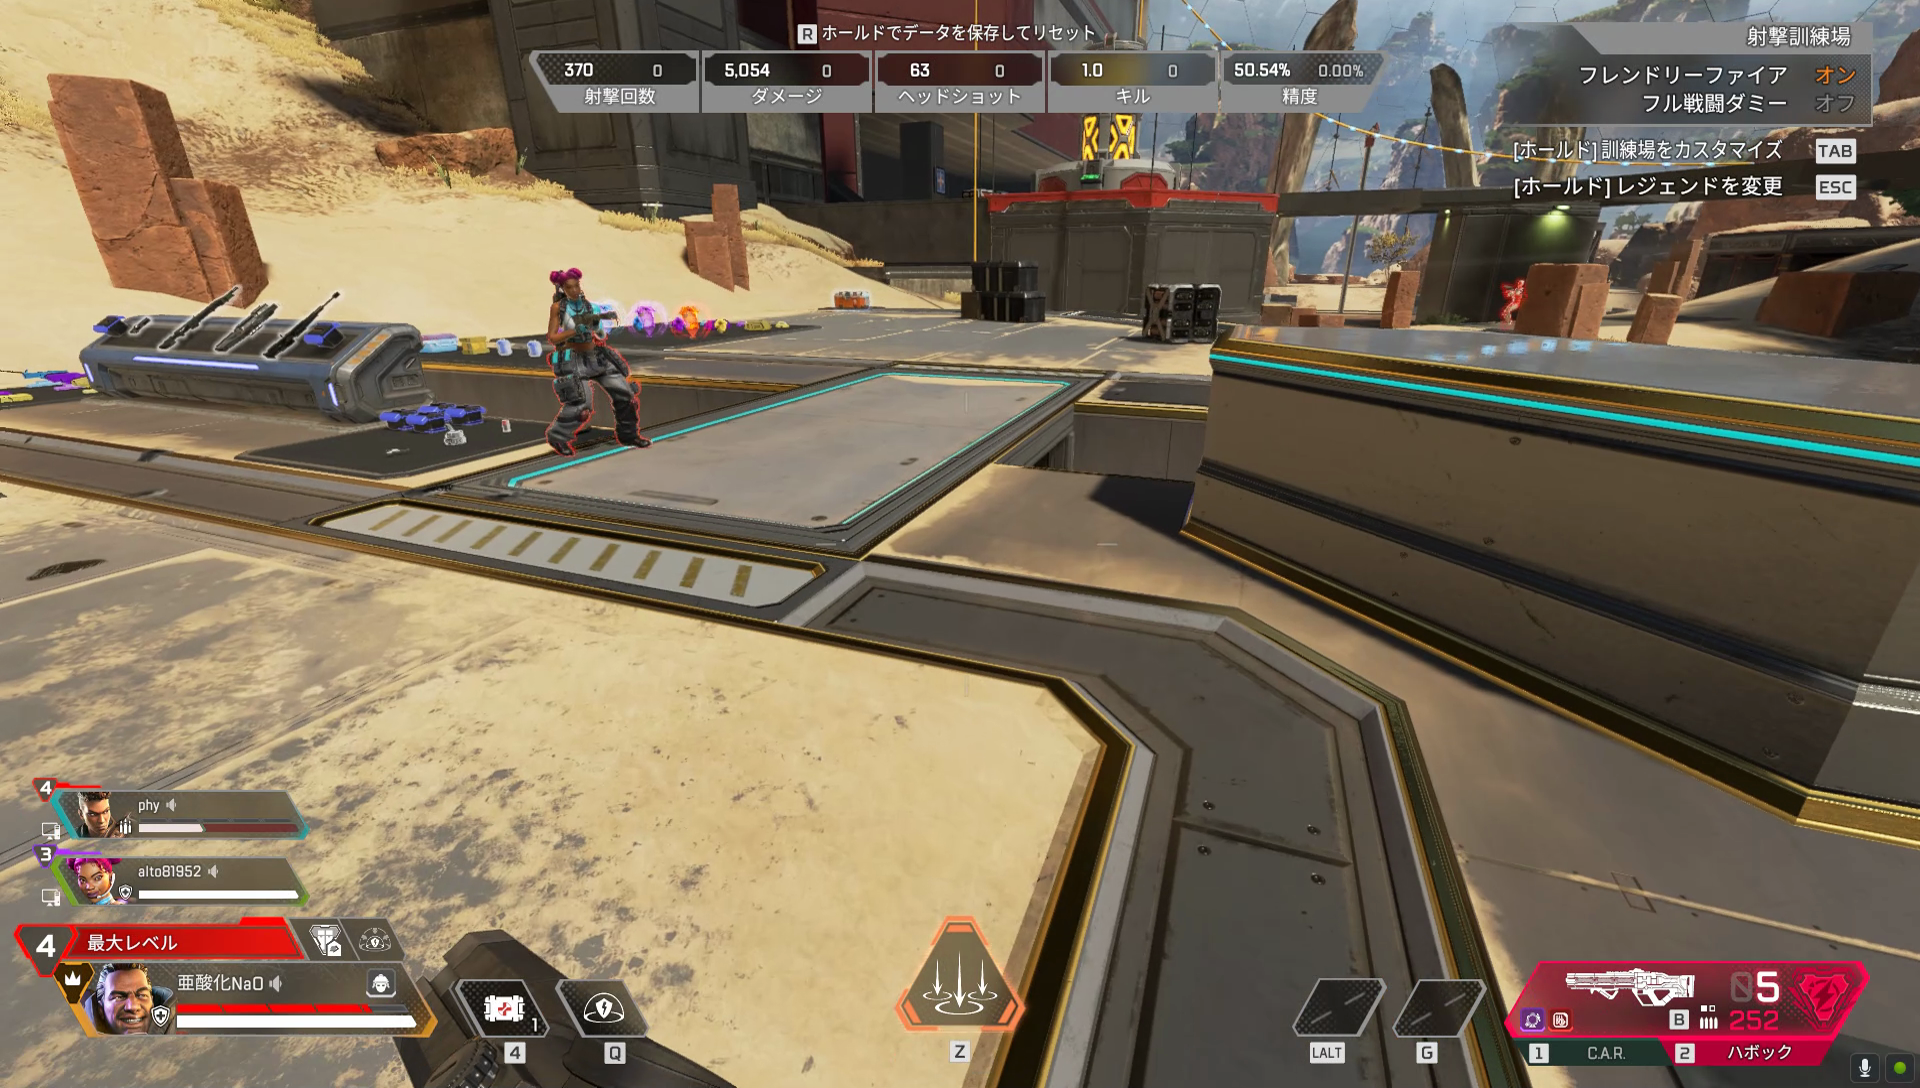 R ホールドでデータを保存してリセット
370 0
射撃回数
5,054 0
ダメージ
63 0
ヘッドショット
1.0 0
キル
50.54% 0.00%
精度
射撃訓練場
フレンドリーファイア オン
フル戦闘ダミー オフ
[ホールド]訓練場をカスタマイズ TAB
[ホールド]レジェンドを変更 ESC
4
phy
3
alto81952
4 最大レベル
亜酸化NaO
1
4
Q
Z
LALT
G
05
B 252
1 C.A.R.
2 ハボック